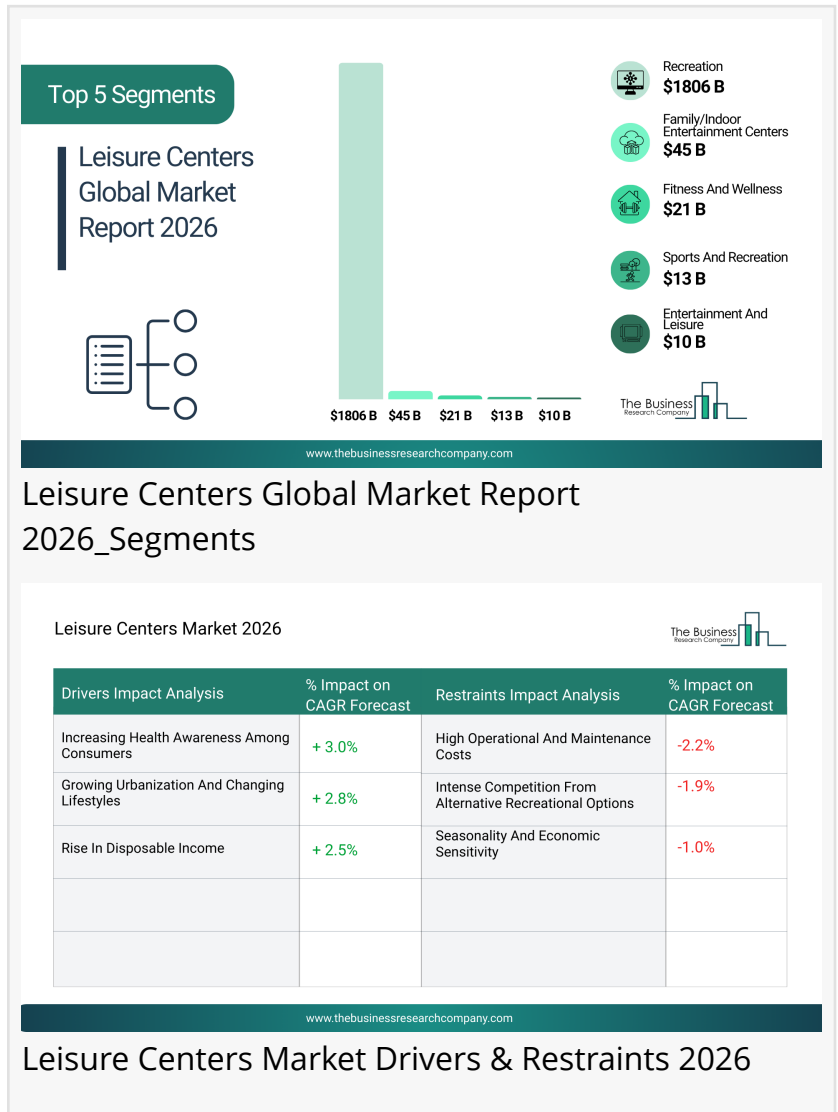 Top 5 Segments
Leisure Centers
Global Market
Report 2026
$1806 B
$45 B
$21 B
$13 B
$10 B
Recreation
$1806 B
Family/Indoor
Entertainment Centers
$45 B
Fitness And Wellness
$21 B
Sports And Recreation
$13 B
Entertainment And
Leisure
$10 B
The Business
Research Company
www.thebusinessresearchcompany.com
Leisure Centers Global Market Report
2026_Segments
Leisure Centers Market 2026
The Business
Research Company
Drivers Impact Analysis
% Impact on
CAGR Forecast
Restraints Impact Analysis
% Impact on
CAGR Forecast
Increasing Health Awareness Among
Consumers
+ 3.0%
High Operational And Maintenance
Costs
-2.2%
Growing Urbanization And Changing
Lifestyles
+ 2.8%
Intense Competition From
Alternative Recreational Options
-1.9%
Rise In Disposable Income
+ 2.5%
Seasonality And Economic
Sensitivity
-1.0%
www.thebusinessresearchcompany.com
Leisure Centers Market Drivers & Restraints 2026